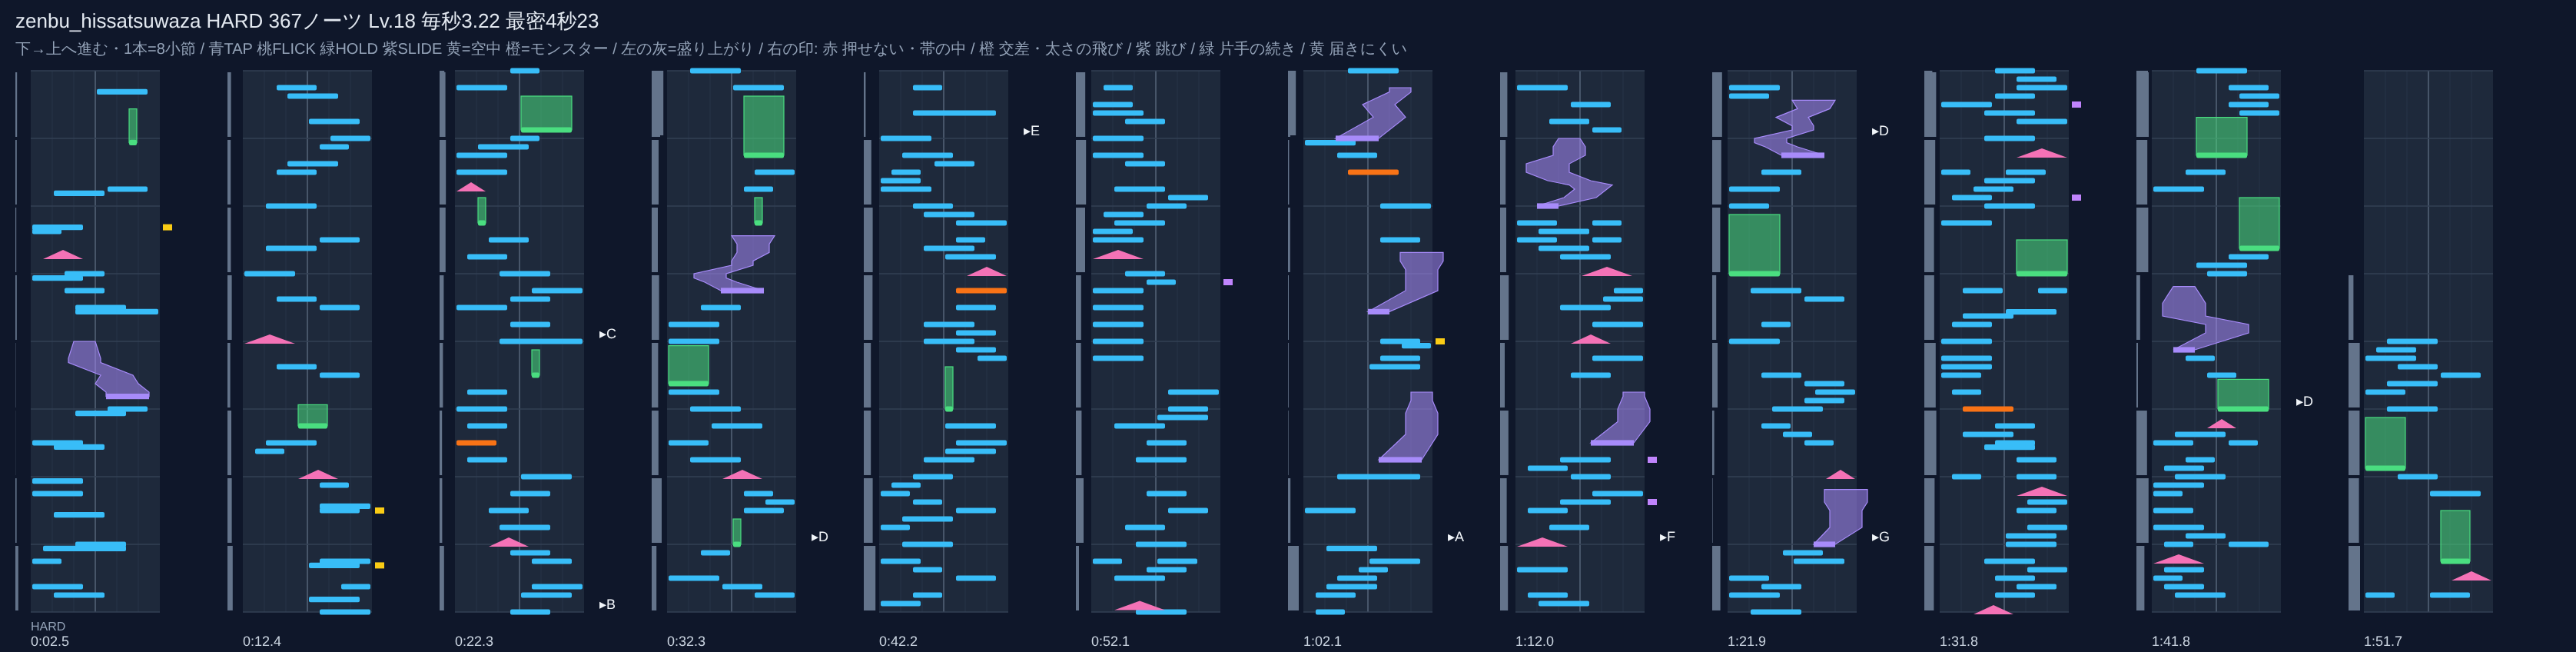 zenbu_hissatsuwaza HARD 367ノーツ Lv.18 毎秒3.22 最密4秒23
下→上へ進む・1本=8小節 / 青TAP 桃FLICK 緑HOLD 紫SLIDE 黄=空中 橙=モンスター / 左の灰=盛り上がり / 右の印: 赤 押せない・帯の中 / 橙 交差・太さの飛び / 紫 跳び / 緑 片手の続き / 黄 届きにくい
▸E
▸D
▸C
▸D
▸D
▸A
▸F
▸G
▸B
HARD
0:02.5
0:12.4
0:22.3
0:32.3
0:42.2
0:52.1
1:02.1
1:12.0
1:21.9
1:31.8
1:41.8
1:51.7